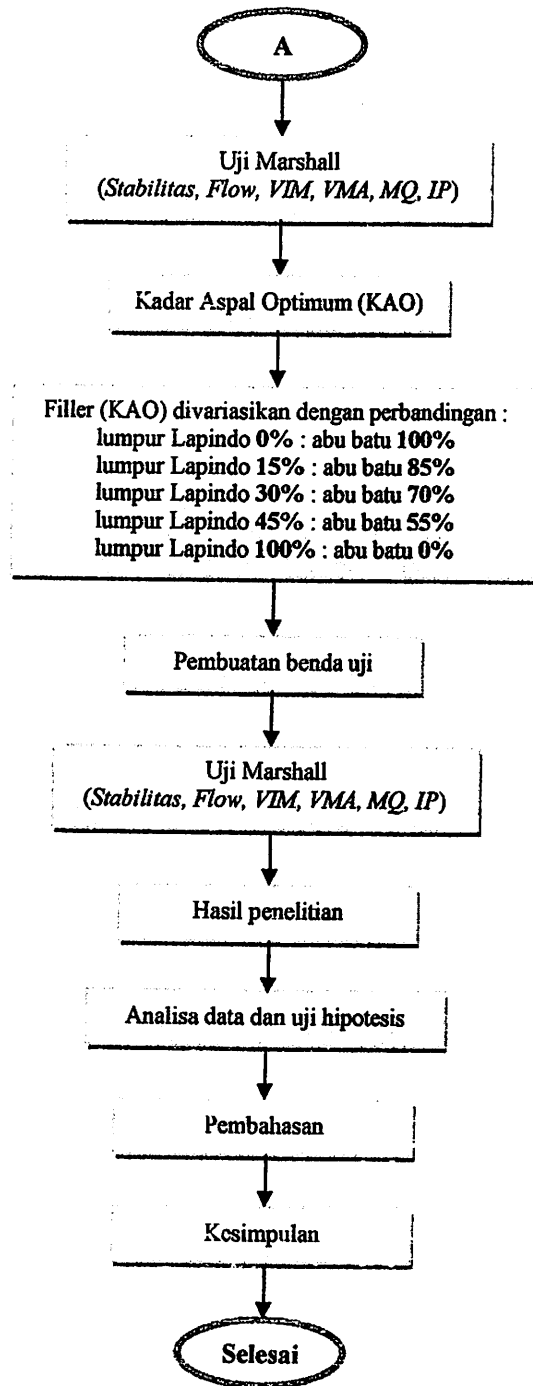 A
Uji Marshall
(Stabilitas, Flow, VIM, VMA, MQ, IP)
Kadar Aspal Optimum (KAO)
Filler (KAO) divariasikan dengan perbandingan :
lumpur Lapindo 0% : abu batu 100%
lumpur Lapindo 15% : abu batu 85%
lumpur Lapindo 30% : abu batu 70%
lumpur Lapindo 45% : abu batu 55%
lumpur Lapindo 100% : abu batu 0%
Pembuatan benda uji
Uji Marshall
(Stabilitas, Flow, VIM, VMA, MQ, IP)
Hasil penelitian
Analisa data dan uji hipotesis
Pembahasan
Kesimpulan
Selesai